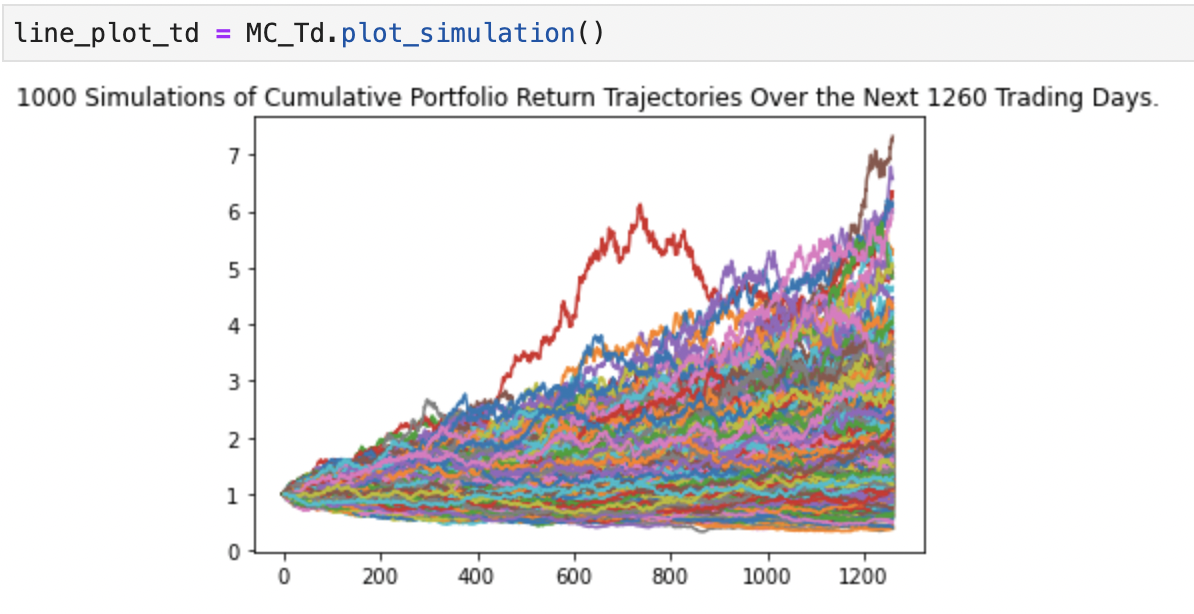 line_plot_td = MC_Td.plot_simulation()
1000 Simulations of Cumulative Portfolio Return Trajectories Over the Next 1260 Trading Days.
7
6
5
4
3
2
1
0
0 200 400 600 800 1000 1200